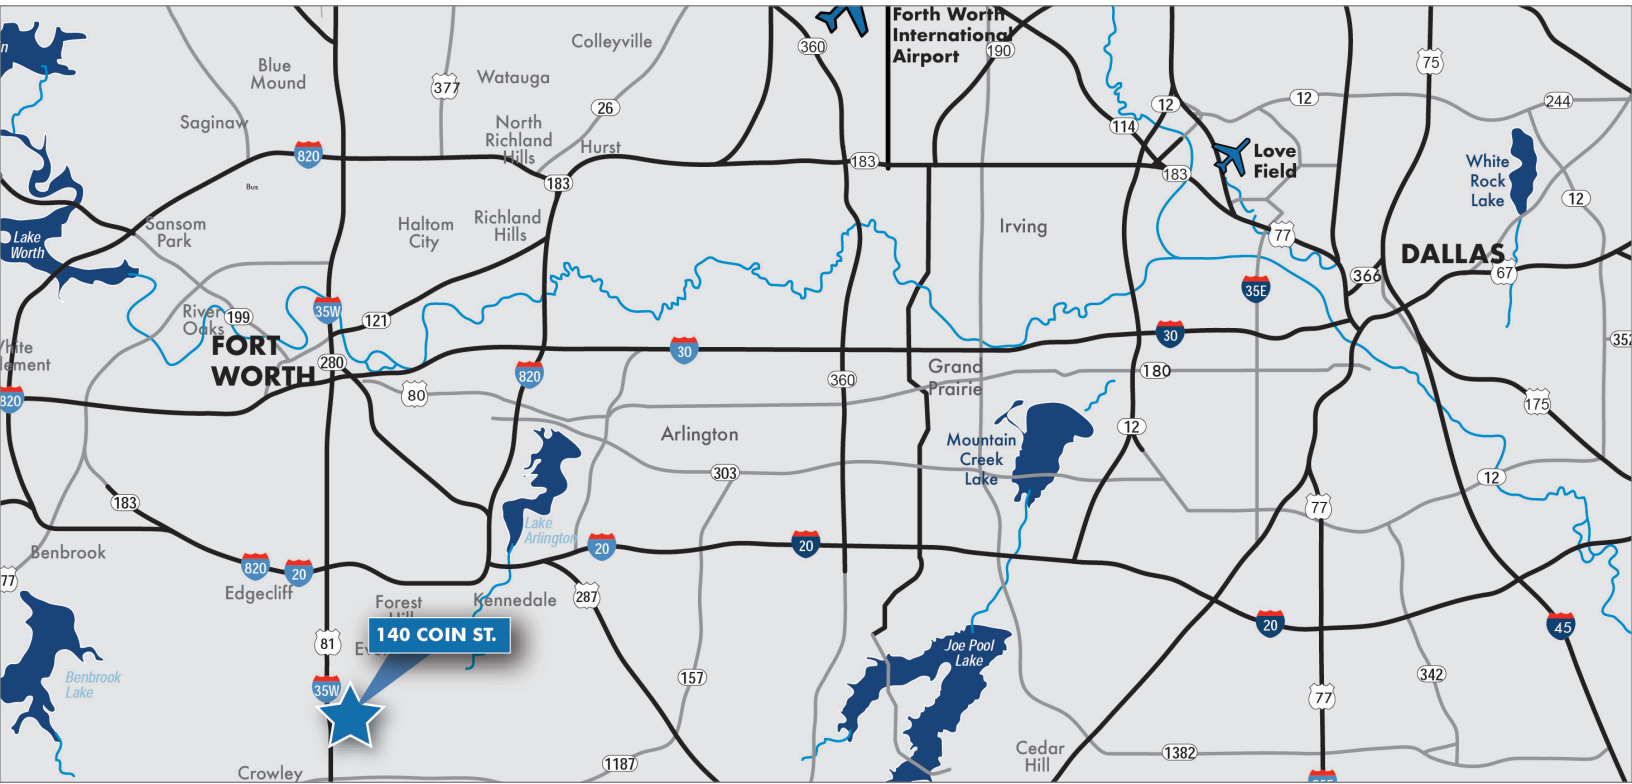 Forth Worth
International
Airport
Colleyville
360
190
75
Blue
Mound
Watauga
377
26
12
12
244
Saginaw
North
Richland
Hills
114
820
Hurst
183
183
183
Love
Field
White
Rock
Lake
Bus
12
Sansom
Park
Haltom
City
Richland
Hills
Irving
77
DALLAS
Lake
Worth
366
67
35E
River
Oaks
199
35W
121
30
30
352
FORT
WORTH
280
820
Grand
Prairie
180
360
820
80
175
Arlington
12
Mountain
Creek
Lake
303
12
183
77
Lake
Arlington
Benbrook
820
20
20
20
77
Edgecliff
Forest
Kennedale
287
20
45
140 COIN ST.
81
Joe Pool
Lake
Benbrook
Lake
35W
157
342
77
Cedar
Hill
1382
1187
Crowley